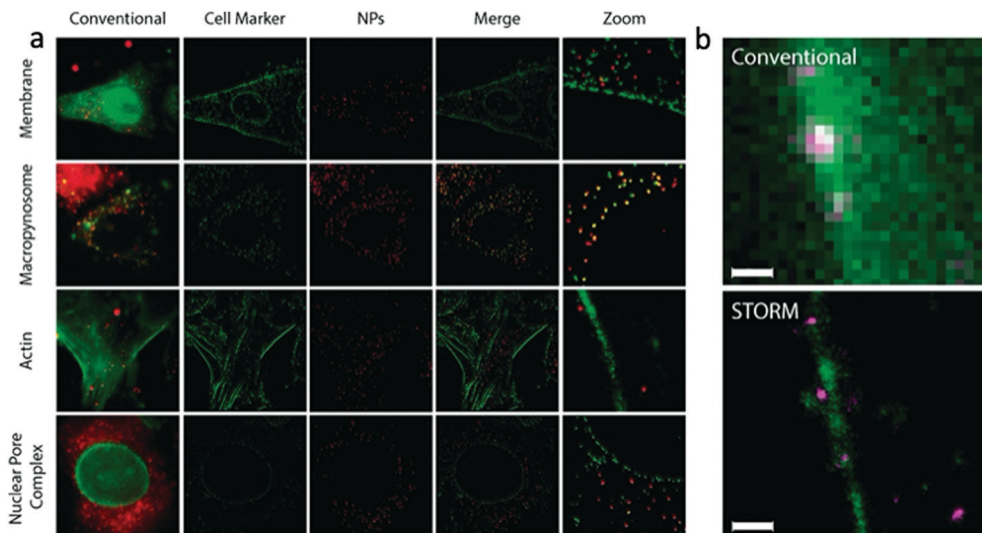 Conventional Cell Marker NPs Merge Zoom
a
b
Membrane
Macropynosome
Actin
Nuclear Pore
Complex
Conventional
STORM